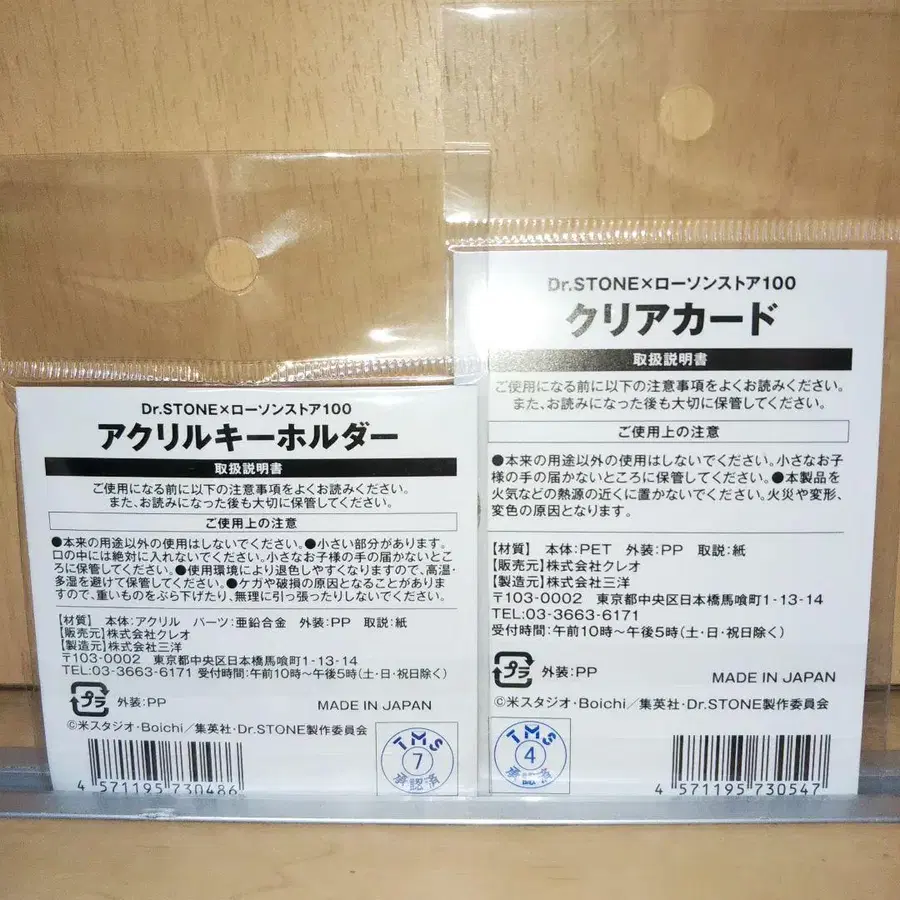 Dr.STONE×ローソンストア100
アクリルキーホルダー
取扱説明書
ご使用になる前に以下の注意事項をよくお読みください。
また、お読みになった後も大切に保管してください。
ご使用上の注意
●本来の用途以外の使用はしないでください。●小さい部分があります。
口の中には絶対に入れないでください。小さなお子様の手の届かないとこ
ろに保管してください。●使用環境により退色しやすくなりますので、高温・
多湿を避けて保管してください。●ケガや破損の原因となることがありま
すので、重いものをぶら下げたり、無理に引っ張ったりしないでください。
【材質】 本体:アクリル パーツ:亜鉛合金 外装:PP 取説:紙
【販売元】株式会社クレオ
【製造元】株式会社三洋
〒103-0002 東京都中央区日本橋馬喰町1-13-14
TEL:03-3663-6171 受付時間:午前10時〜午後5時(土・日・祝日除く)
プラ
外装:PP
MADE IN JAPAN
©米スタジオ・Boichi/集英社・Dr.STONE製作委員会
TMS
7
承認済
4 571195 730486
Dr.STONE×ローソンストア100
クリアカード
取扱説明書
ご使用になる前に以下の注意事項をよくお読みください。
また、お読みになった後も大切に保管してください。
ご使用上の注意
●本来の用途以外の使用はしないでください。小さなお子
様の手の届かないところに保管してください。●本製品を
火気などの熱源の近くに置かないでください。火災や変形、
変色の原因となります。
【材質】 本体:PET 外装:PP 取説:紙
【販売元】株式会社クレオ
【製造元】株式会社三洋
〒103-0002 東京都中央区日本橋馬喰町1-13-14
TEL:03-3663-6171
受付時間:午前10時〜午後5時(土・日・祝日除く)
プラ
外装:PP
MADE IN JAPAN
©米スタジオ・Boichi/集英社・Dr.STONE製作委員会
TMS
4
承認済
4 571195 730547